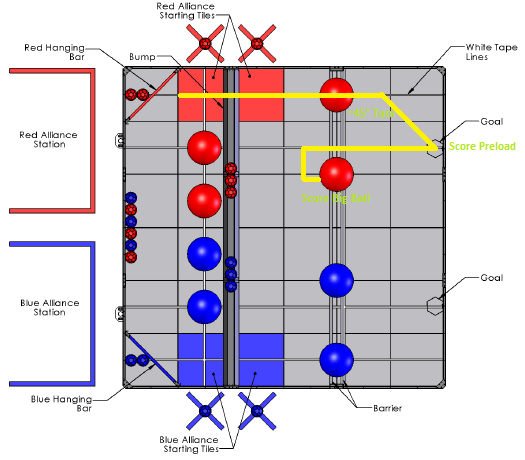 Red Alliance
Starting Tiles
Red Hanging
Bar
Bump
White Tape
Lines
Red Alliance
Station
Goal
Score Preload
Blue Alliance
Station
Goal
Blue Hanging
Bar
Barrier
Blue Alliance
Starting Tiles